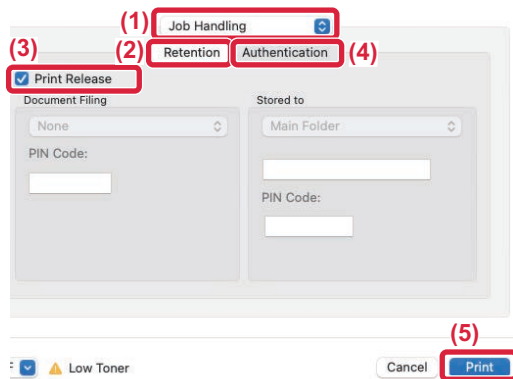 (1) Job Handling
(3) (2) Retention Authentication (4)
Print Release
Document Filing Stored to
None Main Folder
PIN Code:
PIN Code:
(5)
Low Toner Cancel Print